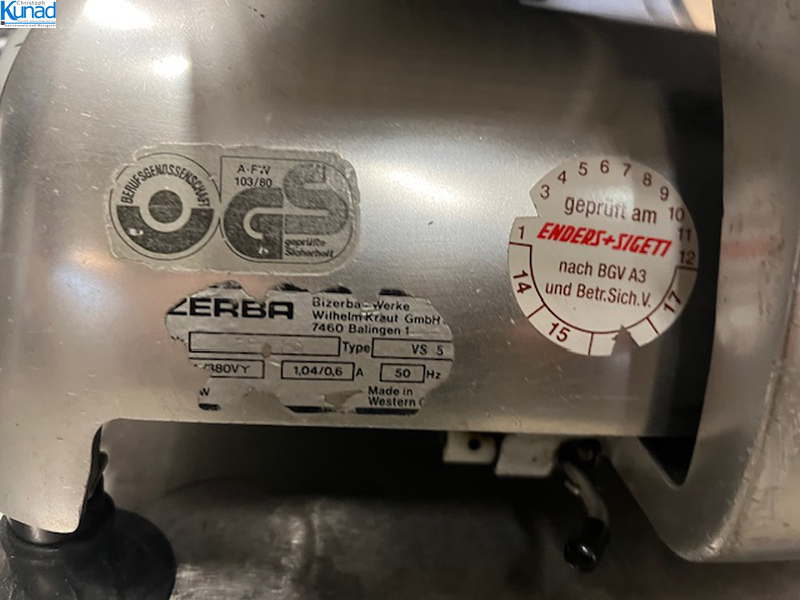 Christoph
Kunad
BERUFSGENOSSENSCHAFT
A-FW
103/80
GS
geprüfte
Sicherheit
ZERBA
Bizerba-Werke
Wilhelm Kraut GmbH
7460 Balingen 1
Type VS 5
/380VY 1,04/0,6 A 50 Hz
W
Made in
Western
3 4 5 6 7 8 9 10 11 12
geprüft am
1
ENDERS+SIGETI
nach BGV A3
und Betr.Sich.V.
14 15 1 17